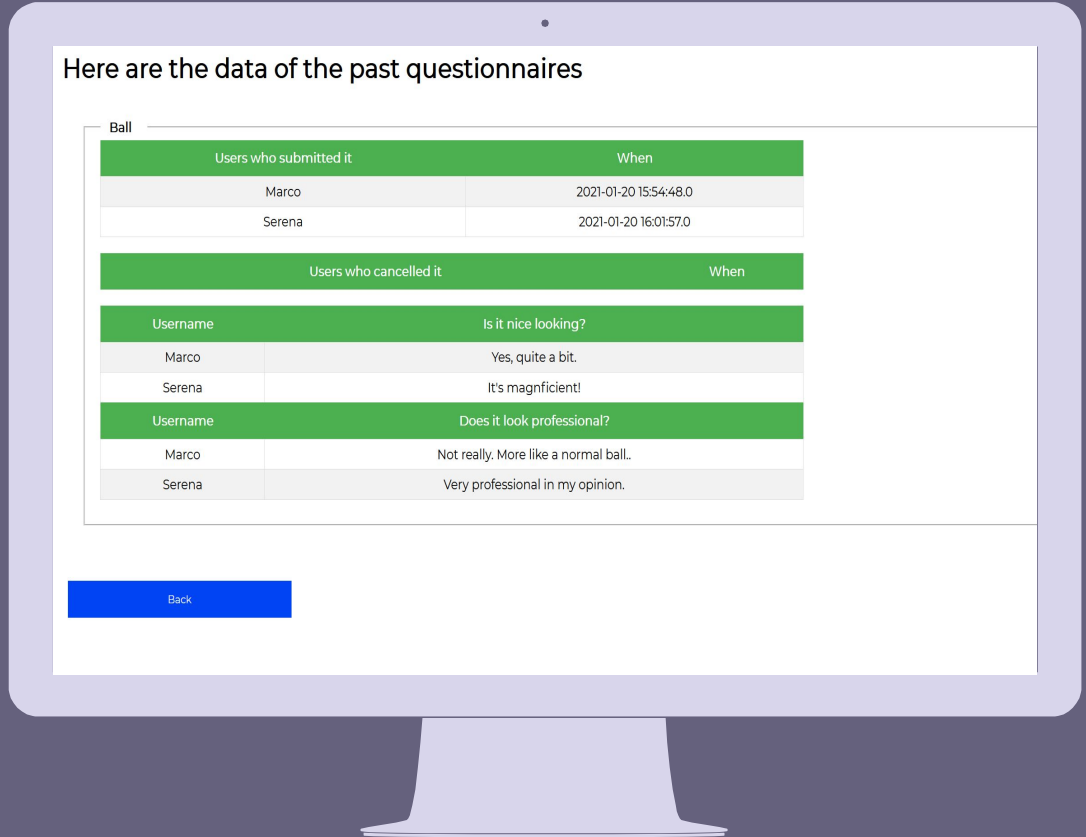 Here are the data of the past questionnaires
Ball
Users who submitted it When
Marco 2021-01-20 15:54:48.0
Serena 2021-01-20 16:01:57.0
Users who cancelled it When
Username Is it nice looking?
Marco Yes, quite a bit.
Serena It's magnficient!
Username Does it look professional?
Marco Not really. More like a normal ball..
Serena Very professional in my opinion.
Back